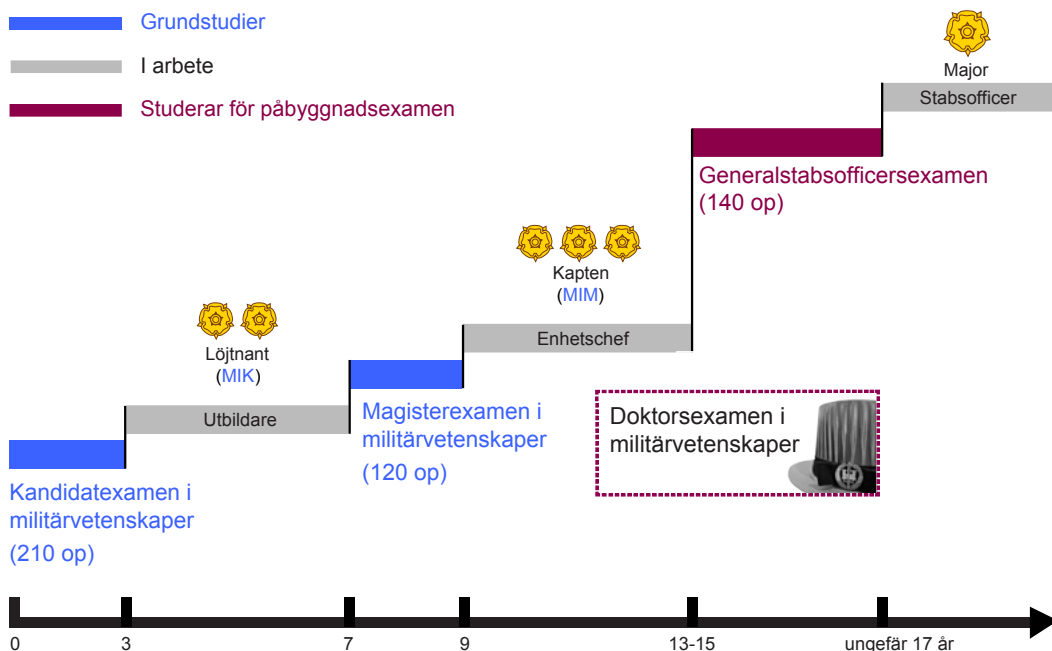 Grundstudier
I arbete
Studerar för påbyggnadsexamen
Major
Stabsofficer
Generalstabsofficersexamen
(140 op)
Kapten
(MIM)
Enhetschef
Löjtnant
(MIK)
Utbildare
Magisterexamen i
militärvetenskaper
(120 op)
Doktorsexamen i
militärvetenskaper
Kandidatexamen i
militärvetenskaper
(210 op)
0
3
7
9
13-15
ungefär 17 år